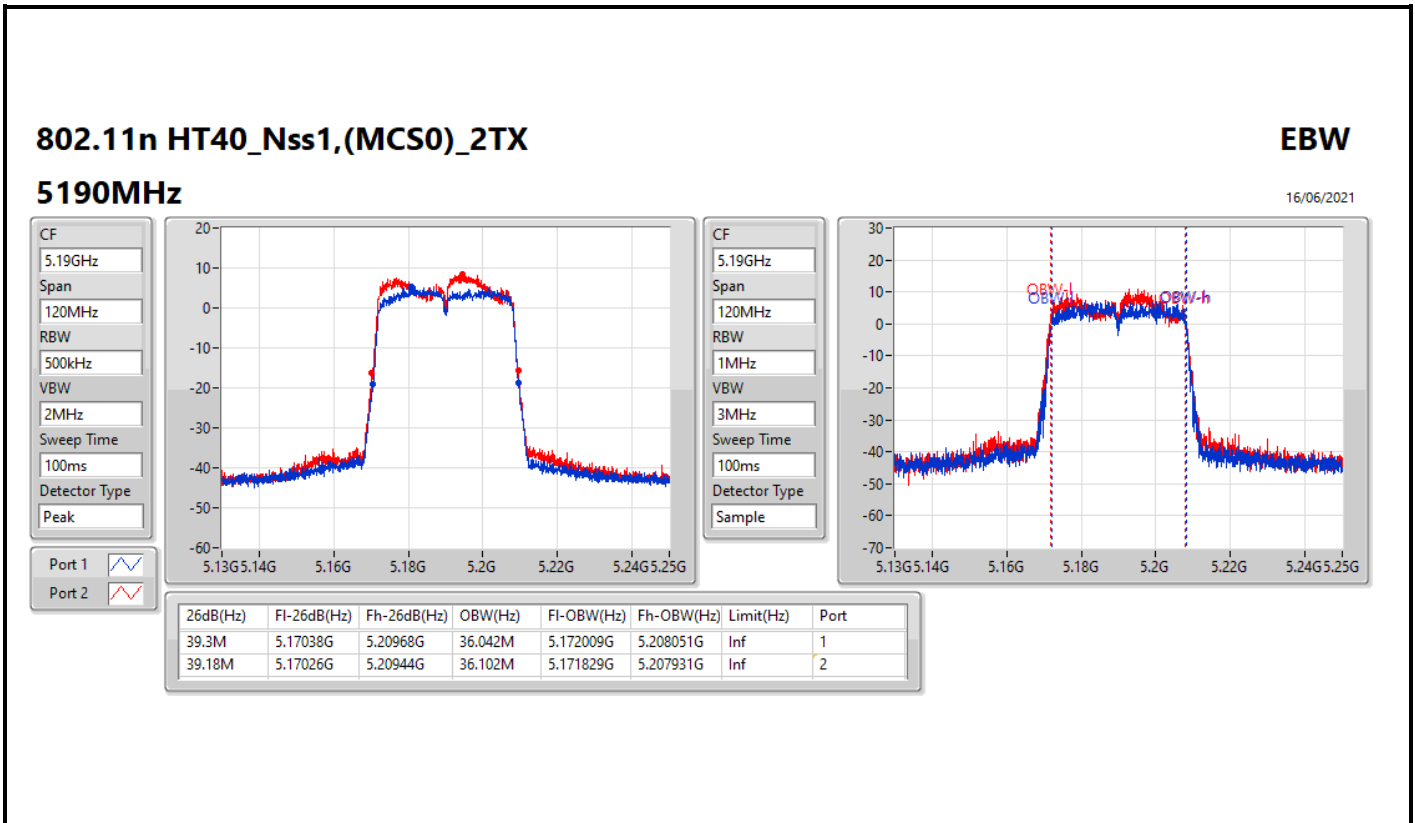 802.11n HT40_Nss1,(MCS0)_2TX
EBW
5190MHz
16/06/2021
CF
5.19GHz
Span
120MHz
RBW
500kHz
VBW
2MHz
Sweep Time
100ms
Detector Type
Peak
Port 1
Port 2
20
10
0
-10
-20
-30
-40
-50
-60
5.13G 5.14G 5.16G 5.18G 5.2G 5.22G 5.24G 5.25G
CF
5.19GHz
Span
120MHz
RBW
1MHz
VBW
3MHz
Sweep Time
100ms
Detector Type
Sample
30
20
10
0
-10
-20
-30
-40
-50
-60
-70
OBW-l
OBW-l
OBW-h
5.13G 5.14G 5.16G 5.18G 5.2G 5.22G 5.24G 5.25G
26dB(Hz) Fl-26dB(Hz) Fh-26dB(Hz) OBW(Hz) Fl-OBW(Hz) Fh-OBW(Hz) Limit(Hz) Port
39.3M 5.17038G 5.20968G 36.042M 5.172009G 5.208051G Inf 1
39.18M 5.17026G 5.20944G 36.102M 5.171829G 5.207931G Inf 2